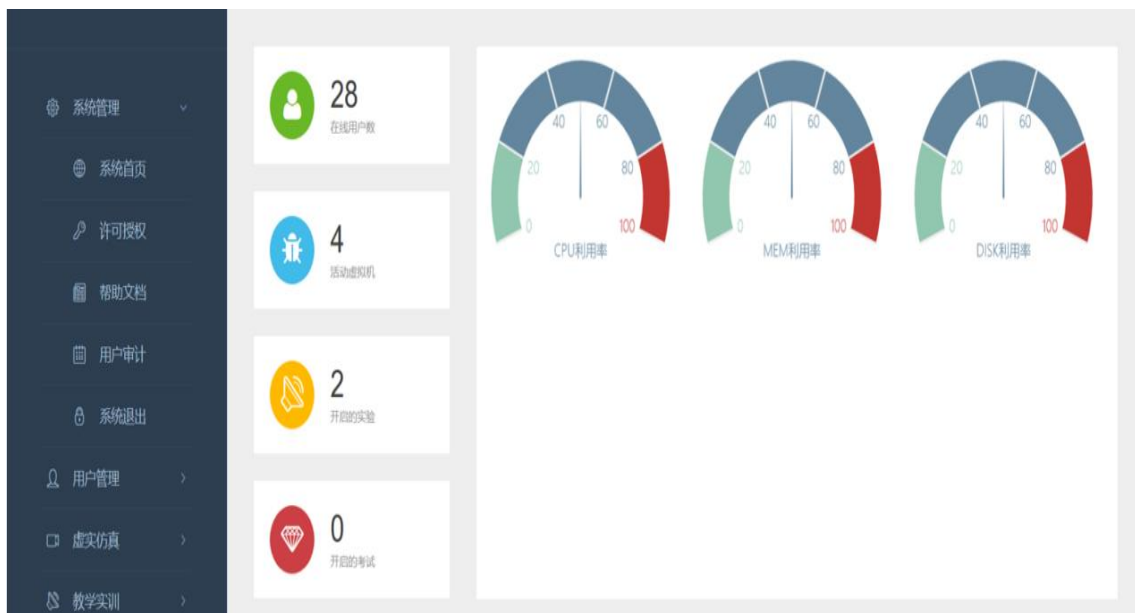 系统管理
系统首页
许可授权
帮助文档
用户审计
系统退出
用户管理
虚实仿真
教学实训
28
在线用户数
4
活动虚拟机
2
开启的实验
0
开启的考试
0
20
40
60
80
100
CPU利用率
0
20
40
60
80
100
MEM利用率
0
20
40
60
80
100
DISK利用率